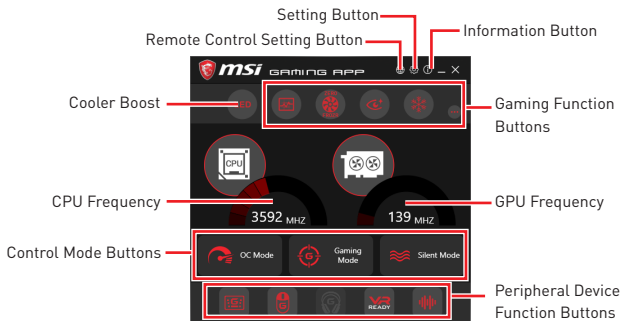 Setting Button
Information Button
Remote Control Setting Button
msi GAMING APP
Cooler Boost
LED
Gaming Function
Buttons
CPU
CPU Frequency
GPU Frequency
3592 MHZ
139 MHZ
Control Mode Buttons
OC Mode
G
Gaming
Mode
Silent Mode
G
G
G
VR
READY
Peripheral Device
Function Buttons